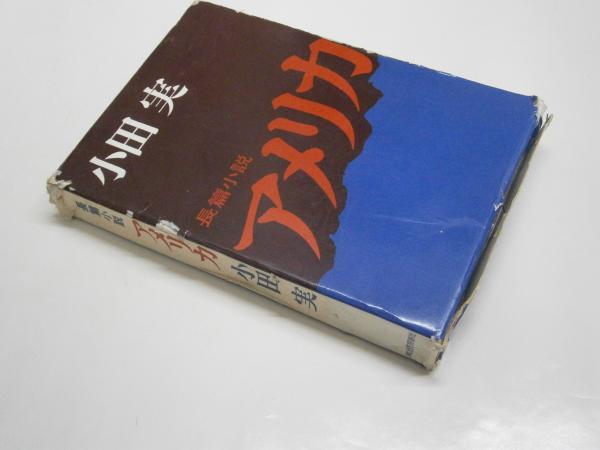 小田 実
長篇小説
アメリカ
長篇小説 アメリカ 小田 実